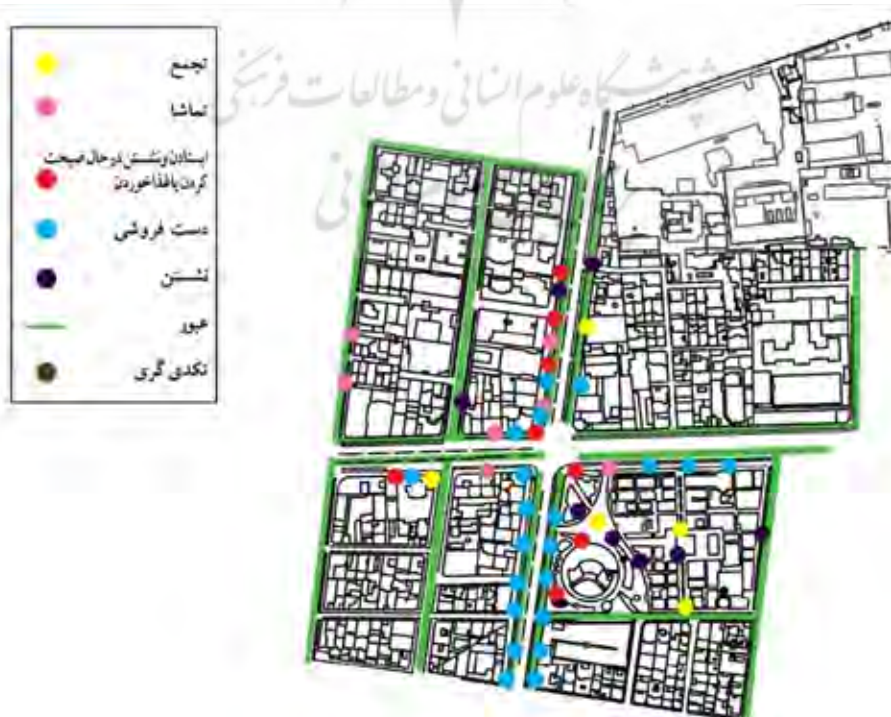 پژوهشگاه علوم انسانی و مطالعات فرهنگی
تجمع
تماشا
ایستادن ونشستن در حال صحبت
کردن یا غذا خوردن
دست فروشی
نشستن
عبور
تکدی گری